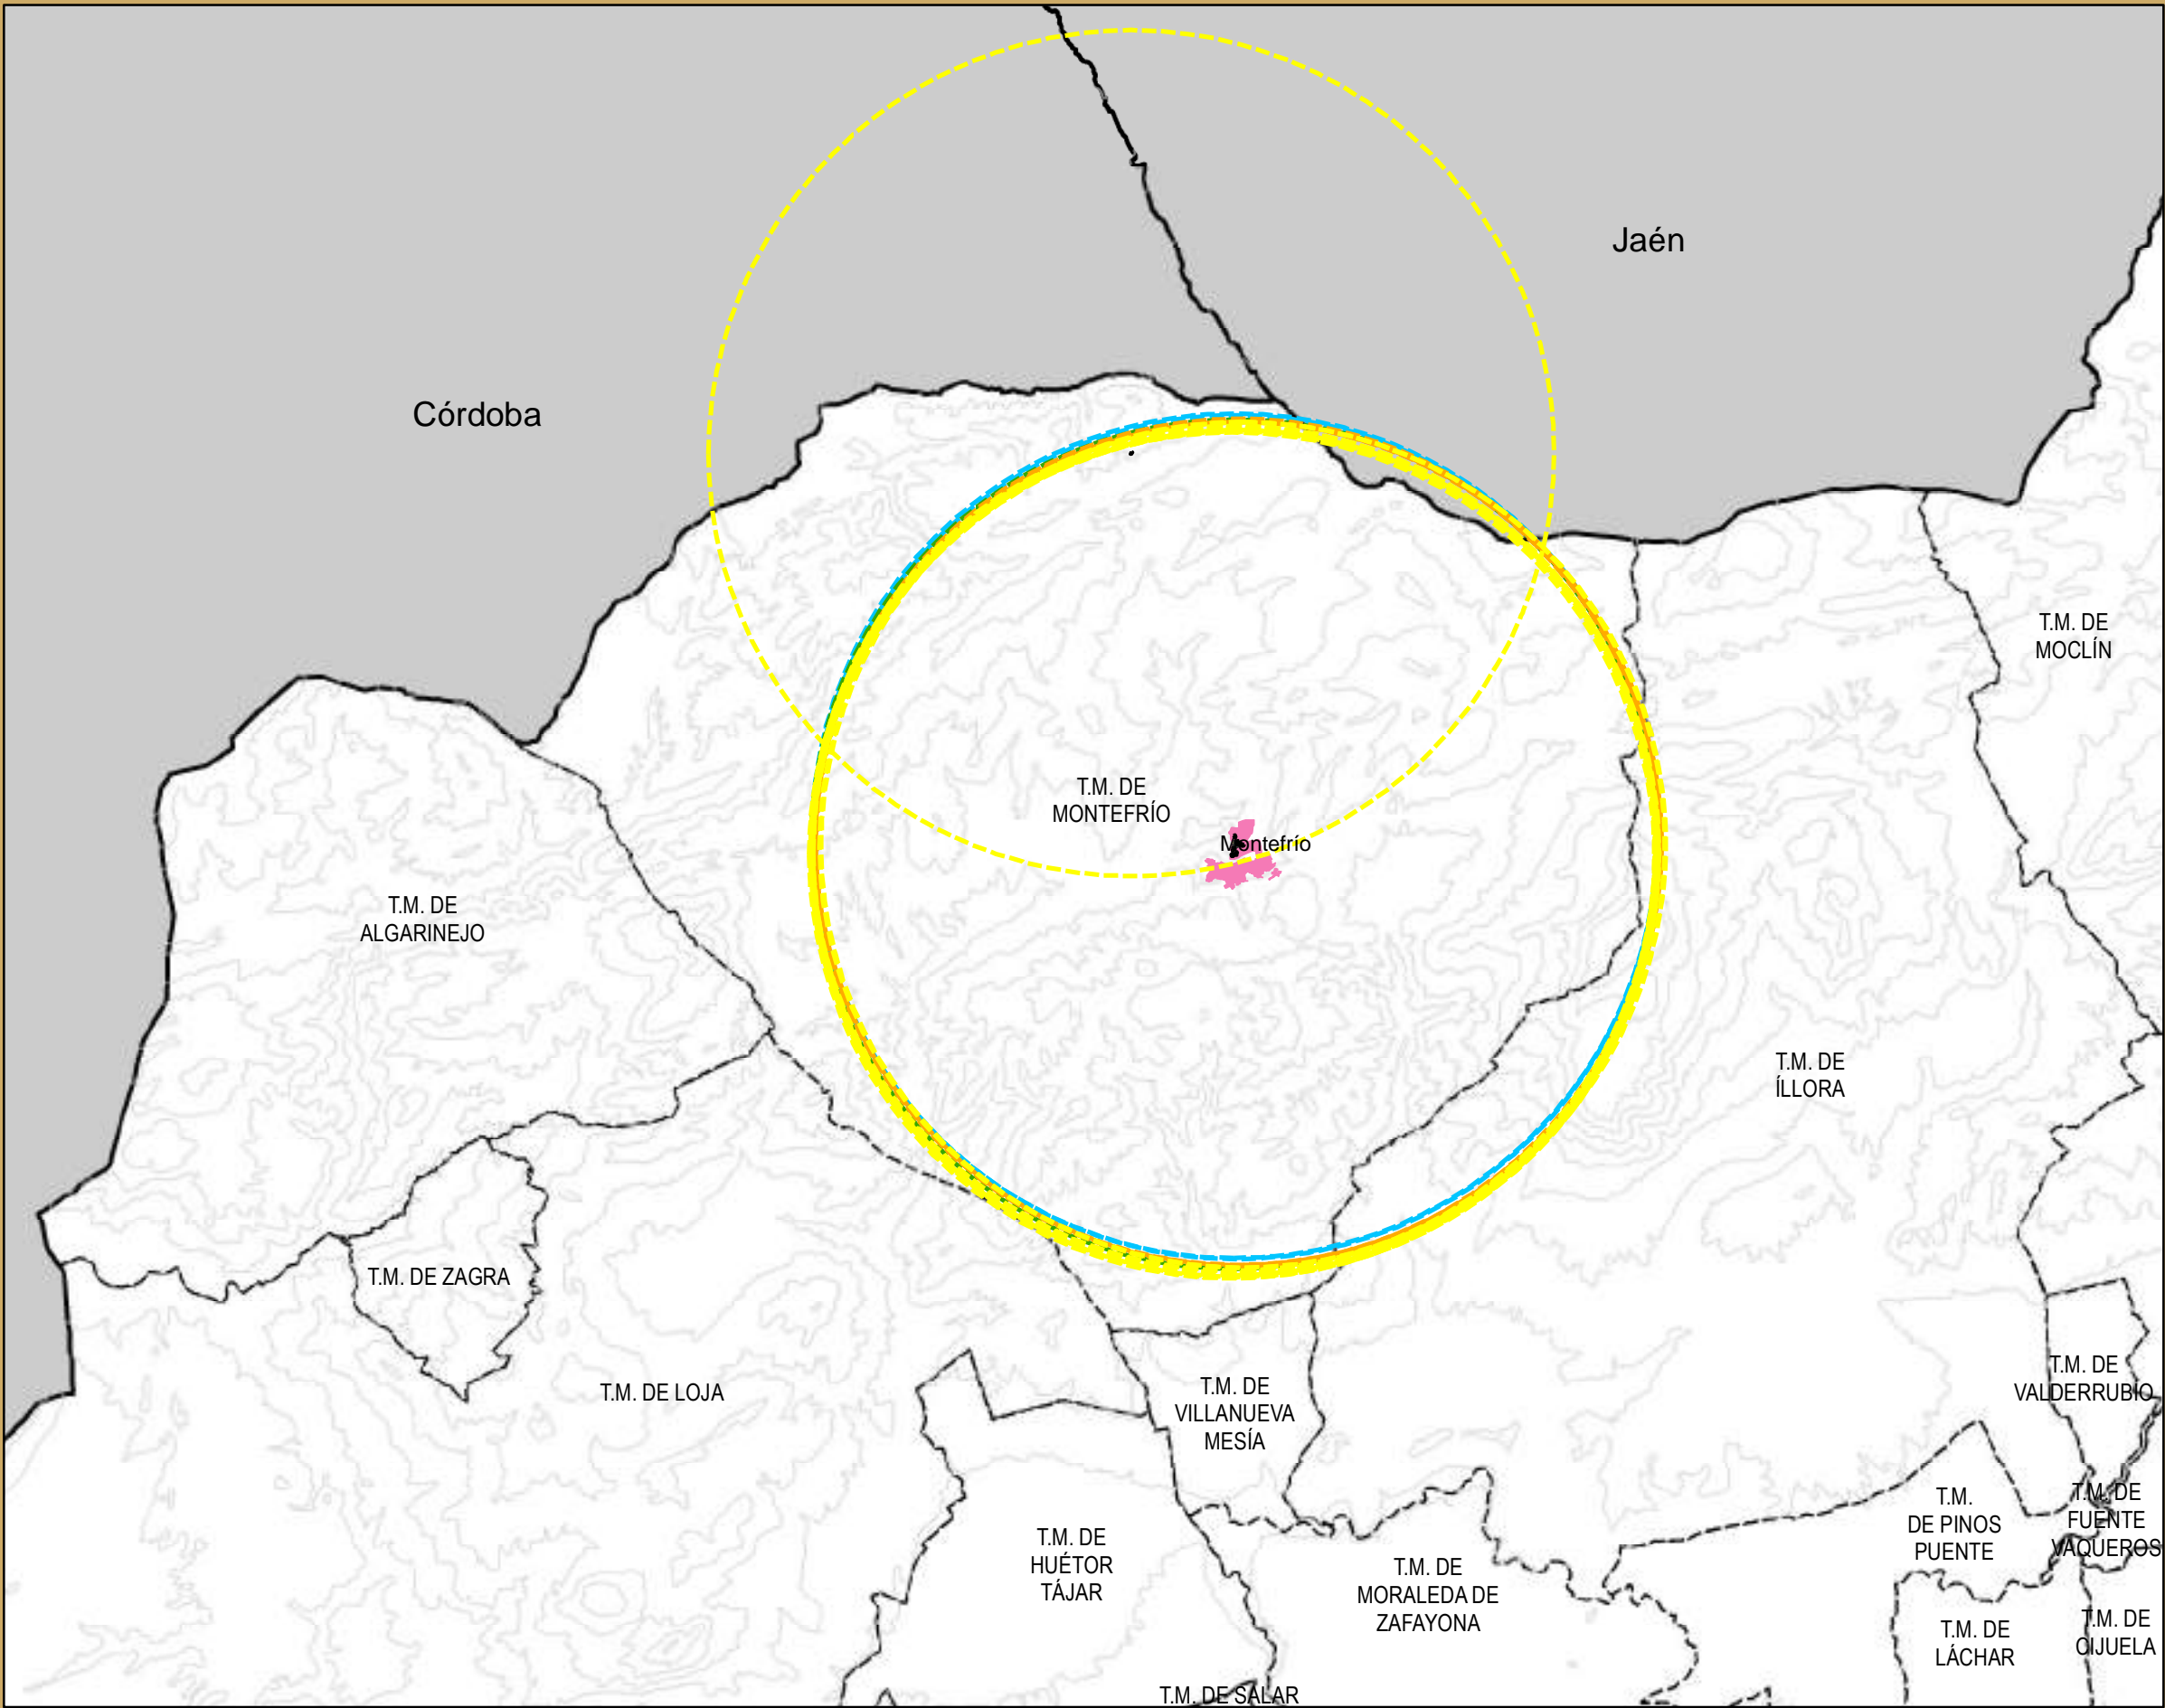 Jaén
Córdoba
T.M. DE
MOCLÍN
T.M. DE
MONTEFRÍO
Montefrío
T.M. DE
ALGARINEJO
T.M. DE
ÍLLORA
T.M. DE ZAGRA
T.M. DE LOJA
T.M. DE
VILLANUEVA
MESÍA
T.M. DE
VALDERRUBIO
T.M. DE
HUÉTOR
TÁJAR
T.M. DE
MORALEDA DE
ZAFAYONA
T.M.
DE PINOS
PUENTE
T.M. DE
FUENTE
VAQUEROS
T.M. DE
LÁCHAR
T.M. DE
CIJUELA
T.M. DE SALAR